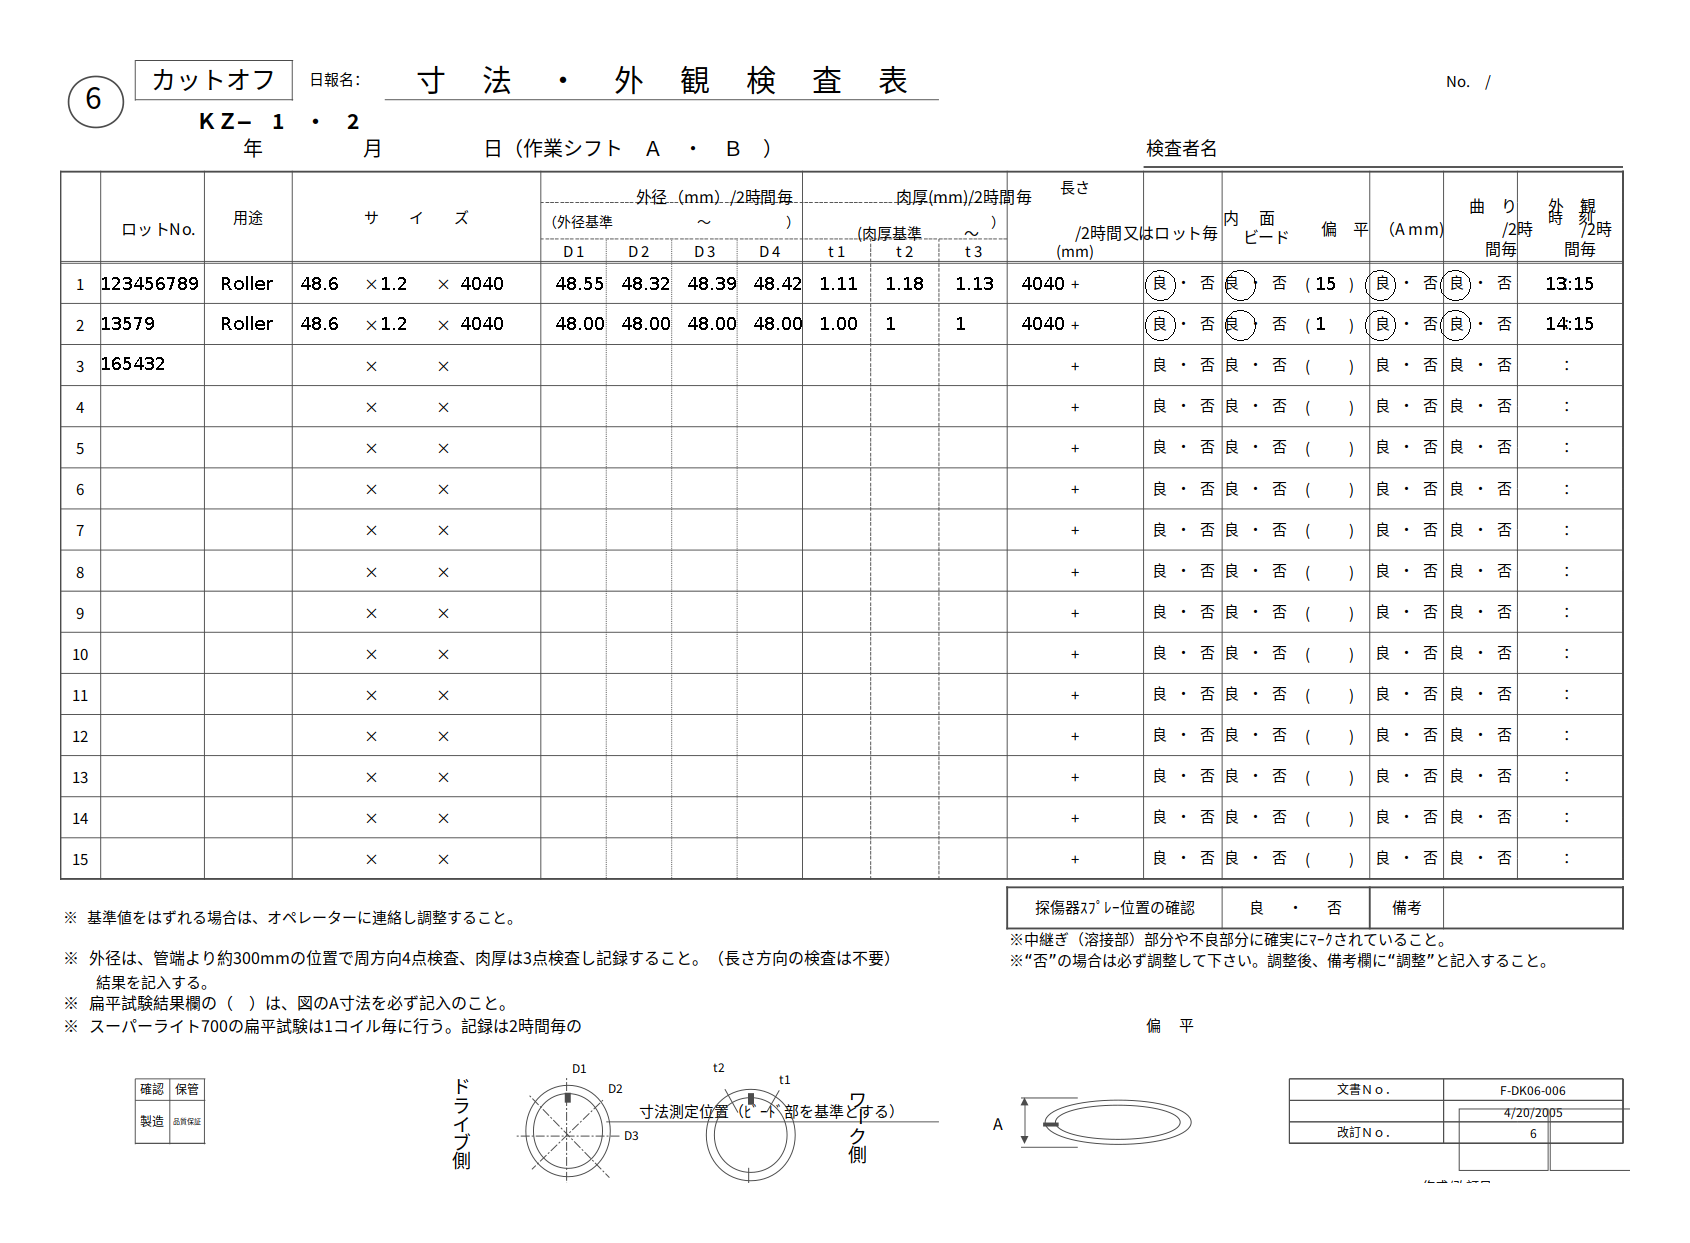 6
カットオフ 日報名： 寸 法 ・ 外 観 検 査 表 No. /
ＫＺ− １ ・ ２
年 月 日（作業シフト Ａ ・ Ｂ ） 検査者名
ロットNo. 用途 サ イ ズ 外径（mm）/2時間毎 肉厚(mm)/2時間毎 長さ /2時間又はロット毎 (mm) 内 面 ビード 偏 平 （A mm) 曲 り /2時間毎 外 観 /2時間毎 時 刻
（外径基準 ～ ） (肉厚基準 ～ )
D1 D2 D3 D4 t1 t2 t3
1 123456789 Roller 48.6 ×1.2 × 4040 48.55 48.32 48.39 48.42 1.11 1.18 1.13 4040 + 良 ・ 否 良 ・ 否 ( 15 ) 良 ・ 否 良 ・ 否 13:15
2 13579 Roller 48.6 ×1.2 × 4040 48.00 48.00 48.00 48.00 1.00 1 1 4040 + 良 ・ 否 良 ・ 否 ( 1 ) 良 ・ 否 良 ・ 否 14:15
3 165432 × × + 良 ・ 否 良 ・ 否 ( ) 良 ・ 否 良 ・ 否 :
4 × × + 良 ・ 否 良 ・ 否 ( ) 良 ・ 否 良 ・ 否 :
5 × × + 良 ・ 否 良 ・ 否 ( ) 良 ・ 否 良 ・ 否 :
6 × × + 良 ・ 否 良 ・ 否 ( ) 良 ・ 否 良 ・ 否 :
7 × × + 良 ・ 否 良 ・ 否 ( ) 良 ・ 否 良 ・ 否 :
8 × × + 良 ・ 否 良 ・ 否 ( ) 良 ・ 否 良 ・ 否 :
9 × × + 良 ・ 否 良 ・ 否 ( ) 良 ・ 否 良 ・ 否 :
10 × × + 良 ・ 否 良 ・ 否 ( ) 良 ・ 否 良 ・ 否 :
11 × × + 良 ・ 否 良 ・ 否 ( ) 良 ・ 否 良 ・ 否 :
12 × × + 良 ・ 否 良 ・ 否 ( ) 良 ・ 否 良 ・ 否 :
13 × × + 良 ・ 否 良 ・ 否 ( ) 良 ・ 否 良 ・ 否 :
14 × × + 良 ・ 否 良 ・ 否 ( ) 良 ・ 否 良 ・ 否 :
15 × × + 良 ・ 否 良 ・ 否 ( ) 良 ・ 否 良 ・ 否 :
探傷器ｽﾌﾟﾚｰ位置の確認 良 ・ 否 備考
※中継ぎ（溶接部）部分や不良部分に確実にﾏｰｸされていること。
※“否”の場合は必ず調整して下さい。調整後、備考欄に“調整”と記入すること。
※ 基準値をはずれる場合は、オペレーターに連絡し調整すること。
※ 外径は、管端より約300mmの位置で周方向4点検査、肉厚は3点検査し記録すること。（長さ方向の検査は不要）
結果を記入する。
※ 扁平試験結果欄の（ ）は、図のA寸法を必ず記入のこと。
※ スーパーライト700の扁平試験は1コイル毎に行う。記録は2時間毎の
偏 平
確認 保管
製造 品質保証
ドライブ側
D1
D2
D3
寸法測定位置（ﾋﾞｰﾄﾞ部を基準とする）
t2
t1
ワーク側
A
文書Ｎｏ． F-DK06-006
4/20/2005
改訂Ｎｏ． 6